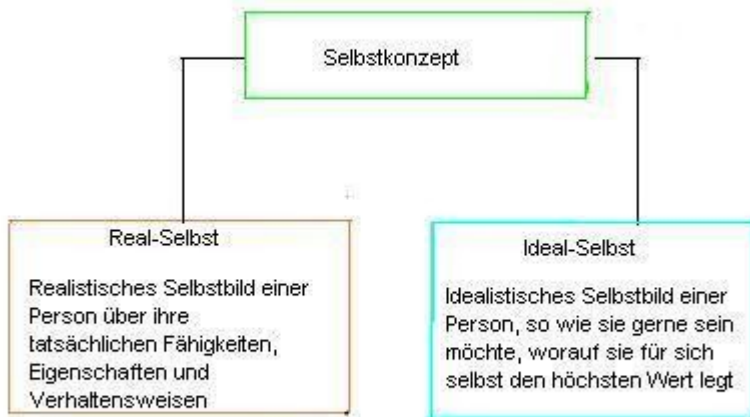 Selbstkonzept
Real-Selbst
Realistisches Selbstbild einer
Person über ihre
tatsächlichen Fähigkeiten,
Eigenschaften und
Verhaltensweisen
Ideal-Selbst
Idealistisches Selbstbild einer
Person, so wie sie gerne sein
möchte, worauf sie für sich
selbst den höchsten Wert legt